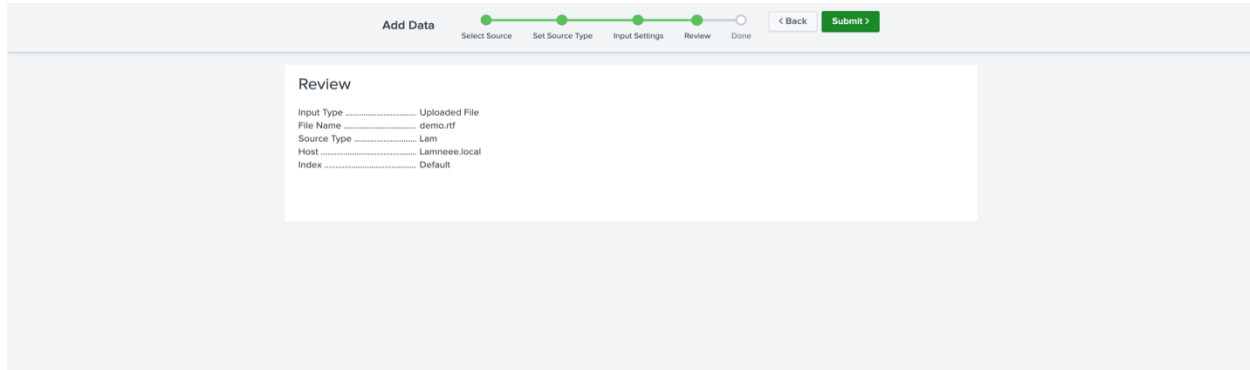 Add Data
Select Source
Set Source Type
Input Settings
Review
Done
< Back
Submit >
Review
Input Type ............................... Uploaded File
File Name ................................ demo.rtf
Source Type ............................ Lam
Host .......................................... Lamneee.local
Index ......................................... Default